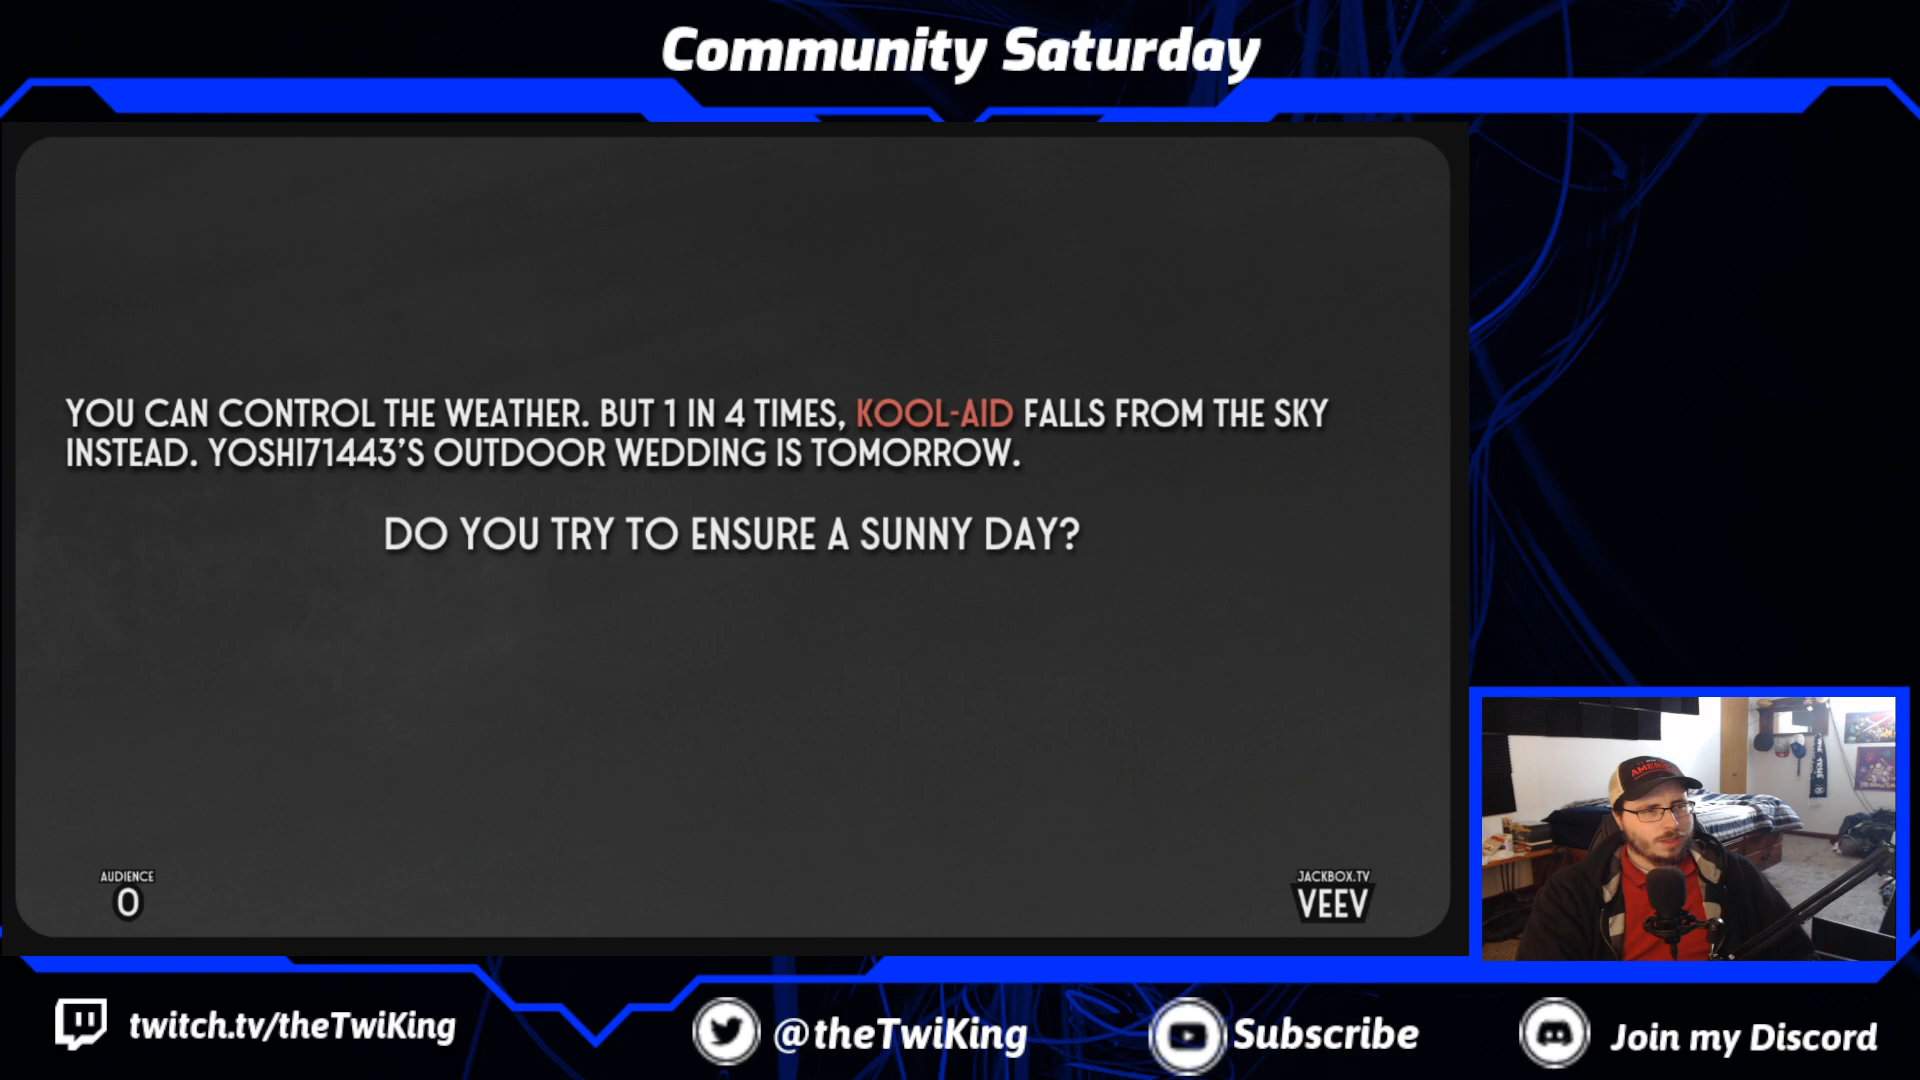 Community Saturday
YOU CAN CONTROL THE WEATHER. BUT 1 IN 4 TIMES, KOOL-AID FALLS FROM THE SKY
INSTEAD. YOSHI71443'S OUTDOOR WEDDING IS TOMORROW.
DO YOU TRY TO ENSURE A SUNNY DAY?
AUDIENCE
0
JACKBOX.TV
VEEV
twitch.tv/theTwiKing
@theTwiKing
Subscribe
Join my Discord